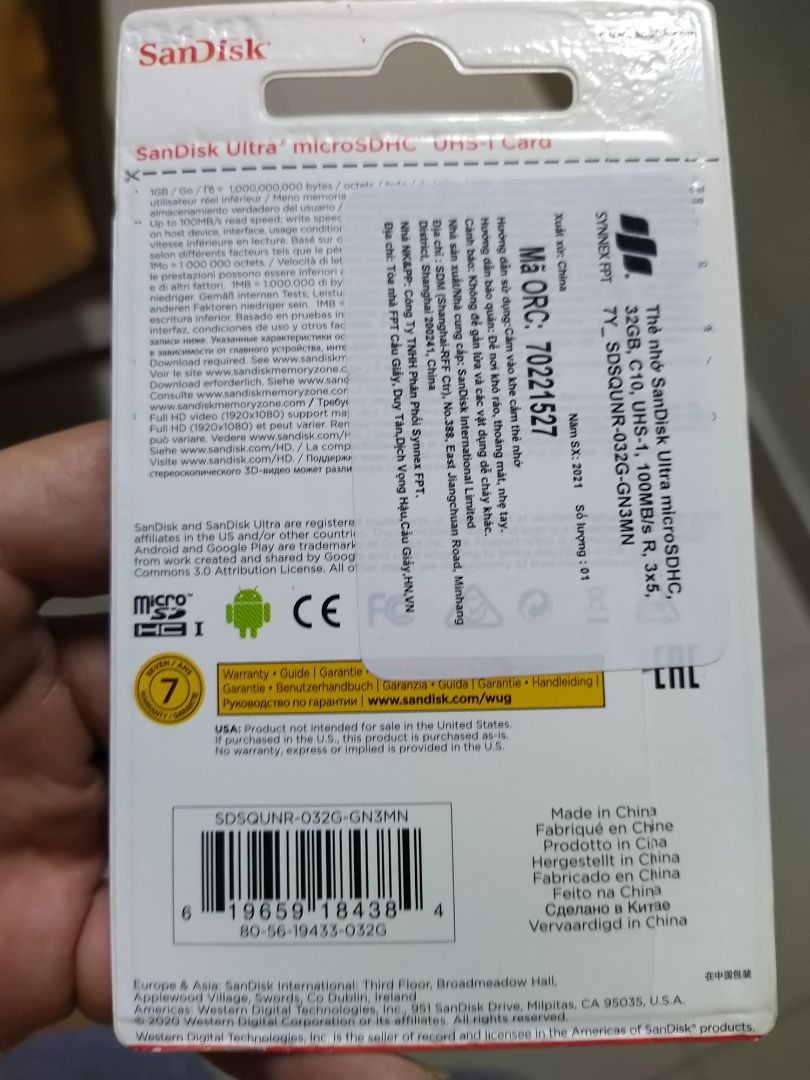 SanDisk
SanDisk Ultra® microSDHC™ UHS-I Card
1GB / Go / Гб = 1,000,000,000 bytes / octets /
utilisateur réel inférieur / Meno memoria
almacenamiento verdadero del usuario /
Up to 100MB/s read speed; write speed
on host device, interface, usage condition
vitesse inférieure en lecture. Basé sur
selon différents facteurs tels que le
1Mo = 1 000 000 octets. / Velocità di
le prestazioni possono essere inferiori
e di altri fattori. 1MB = 1.000.000 di by
niedriger. Gemäß internen Tests; Leistu
anderen Faktoren niedriger sein. 1MB =
escritura inferior. Basado en pruebas in
interfaz, condiciones de uso y otros fac
записи ниже. Указанные характеристики
в зависимости от главного устройства,
Download required. See www.sandiskm
Voir le site www.sandiskmemoryzone.c
Download erforderlich. Siehe www.sand
Consulte www.sandiskmemoryzone.cor
www.sandiskmemoryzone.com /
Full HD video (1920x1080) support ma
Full HD (1920x1080) et peut varier. Ren
può variare. Vedere www.sandisk.com/H
Siehe www.sandisk.com/HD. / La comp
Visite www.sandisk.com/HD. / Поддержк
стереоскопического 3D-видео может разли
SanDisk and SanDisk Ultra are registere
affiliates in the US and/or other countri
Android and Google Play are trademark
from work created and shared by Goog
Commons 3.0 Attribution License. All o
Thẻ nhớ SanDisk Ultra microSDHC,
32GB, C10, UHS-1, 100MB/s R, 3x5,
7Y_ SDSQUNR-032G-GN3MN
SYNNEX FPT
Năm SX: 2021 Số lượng : 01
Xuất xứ: China
Mã ORC: 70221527
Hướng dẫn sử dụng:Cắm vào khe cắm thẻ nhớ
Hướng dẫn bảo quản: Để nơi khô ráo, thoáng mát, nhẹ tay.
Cảnh báo: Không để gần lửa và các vật dụng dễ cháy khác.
Nhà sản xuất/Nhà cung cấp: SanDisk International Limited
Địa chỉ : SDM (Shanghai-RFF Ctr), No.388, East Jiangchuan Road, Minhang
District, Shanghai 200241, China
Nhà NK&PP: Công Ty TNHH Phân Phối Synnex FPT.
Địa chỉ: Tòa nhà FPT Cầu Giấy, Duy Tân,Dịch Vọng Hậu,Cầu Giấy,HN,VN
micro SD HC I
CE
FC
EAC
SEVEN / ANS
7
WARRANTY / GARANTIE
Warranty • Guide | Garantie
Garantie • Benutzerhandbuch | Garanzia • Guida | Garantie • Handleiding |
Руководство по гарантии | www.sandisk.com/wug
USA: Product not intended for sale in the United States.
If purchased in the U.S., this product is purchased as-is.
No warranty, express or implied is provided in the U.S.
SDSQUNR-032G-GN3MN
6 19659 18438 4
80-56-19433-032G
Made in China
Fabriqué en Chine
Prodotto in Cina
Hergestellt in China
Fabricado en China
Feito na China
Сделано в Китае
Vervaardigd in China
在中国包装
Europe & Asia: SanDisk International: Third Floor, Broadmeadow Hall,
Applewood Village, Swords, Co Dublin, Ireland
Americas: Western Digital Technologies, Inc., 951 SanDisk Drive, Milpitas, CA 95035, U.S.A.
© 2020 Western Digital Corporation or its affiliates. All rights reserved.
Western Digital Technologies, Inc. is the seller of record and licensee in the Americas of SanDisk® products.